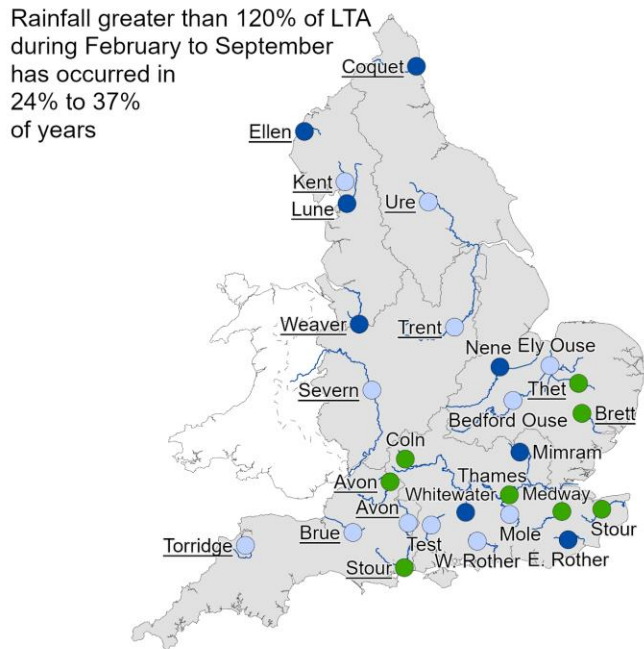 Rainfall greater than 120% of LTA
during February to September
has occurred in
24% to 37%
of years
Coquet
Ellen
Kent
Lune
Ure
Weaver
Trent
Nene
Ely Ouse
Severn
Thet
Bedford Ouse
Brett
Coln
Mimram
Avon
Thames
Whitewater
Medway
Avon
Brue
Test
Mole
Stour
Torridge
W. Rother
E. Rother
Stour